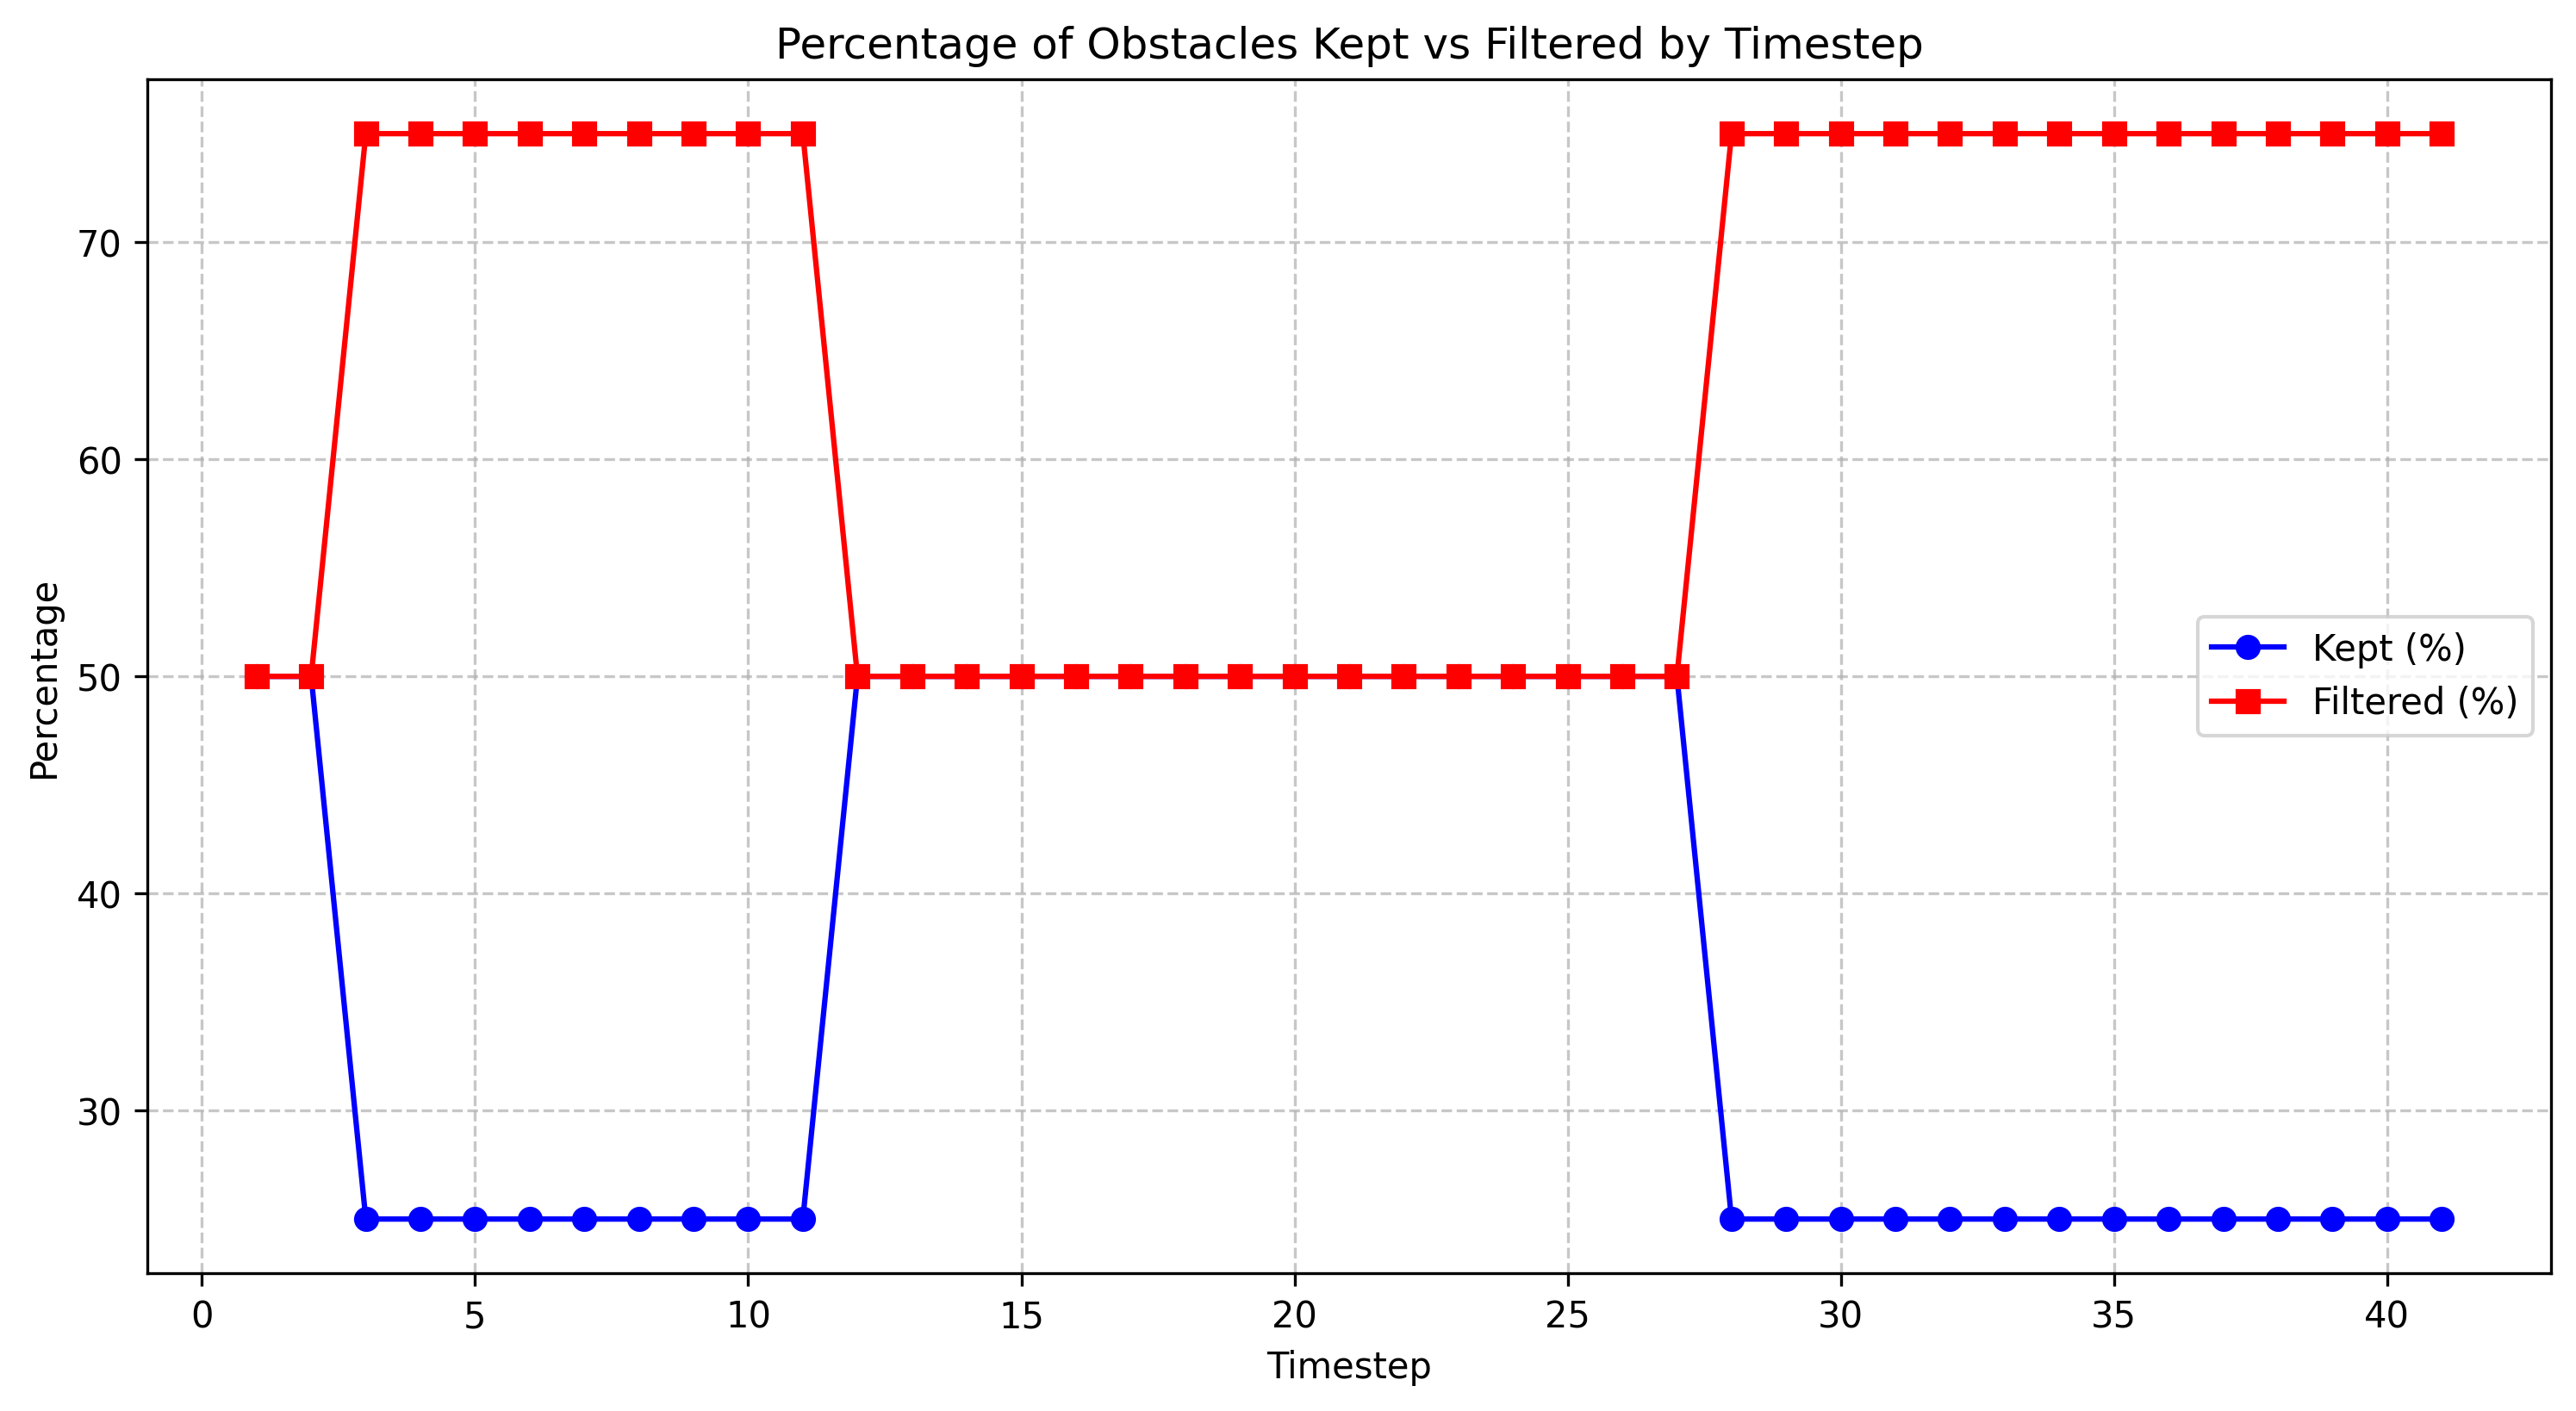 Percentage of Obstacles Kept vs Filtered by Timestep
Percentage
70
60
50
40
30
Kept (%)
Filtered (%)
0 5 10 15 20 25 30 35 40
Timestep